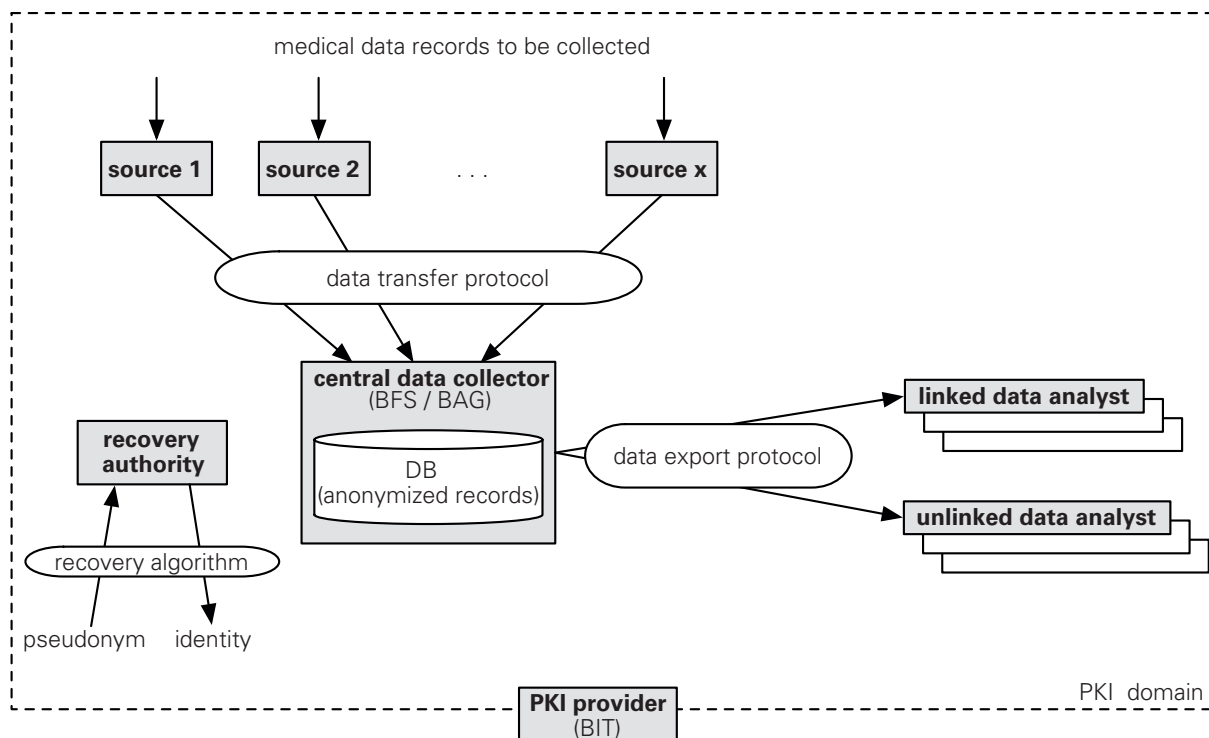 medical data records to be collected
source 1
source 2
. . .
source x
data transfer protocol
central data collector
(BFS / BAG)
DB
(anonymized records)
data export protocol
linked data analyst
unlinked data analyst
recovery
authority
recovery algorithm
pseudonym
identity
PKI domain
PKI provider
(BIT)